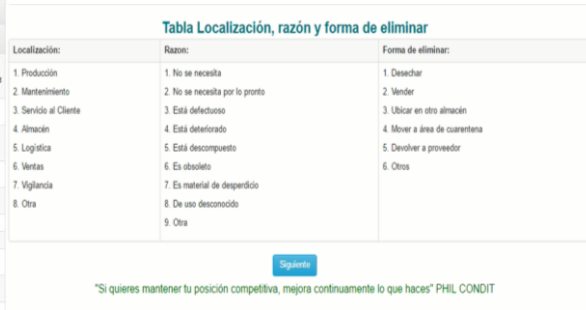 Tabla Localización, razón y forma de eliminar
Localización:
1. Producción
2. Mantenimiento
3. Servicio al Cliente
4. Almacén
5. Logística
6. Ventas
7. Vigilancia
8. Otra
Razon:
1. No se necesita
2. No se necesita por lo pronto
3. Está defectuoso
4. Está deteriorado
5. Está descompuesto
6. Es obsoleto
7. Es material de desperdicio
8. De uso desconocido
9. Otra
Forma de eliminar:
1. Desechar
2. Vender
3. Ubicar en otro almacén
4. Mover a área de cuarentena
5. Devolver a proveedor
6. Otros
Siguiente
"Si quieres mantener tu posición competitiva, mejora continuamente lo que haces" PHIL CONDIT